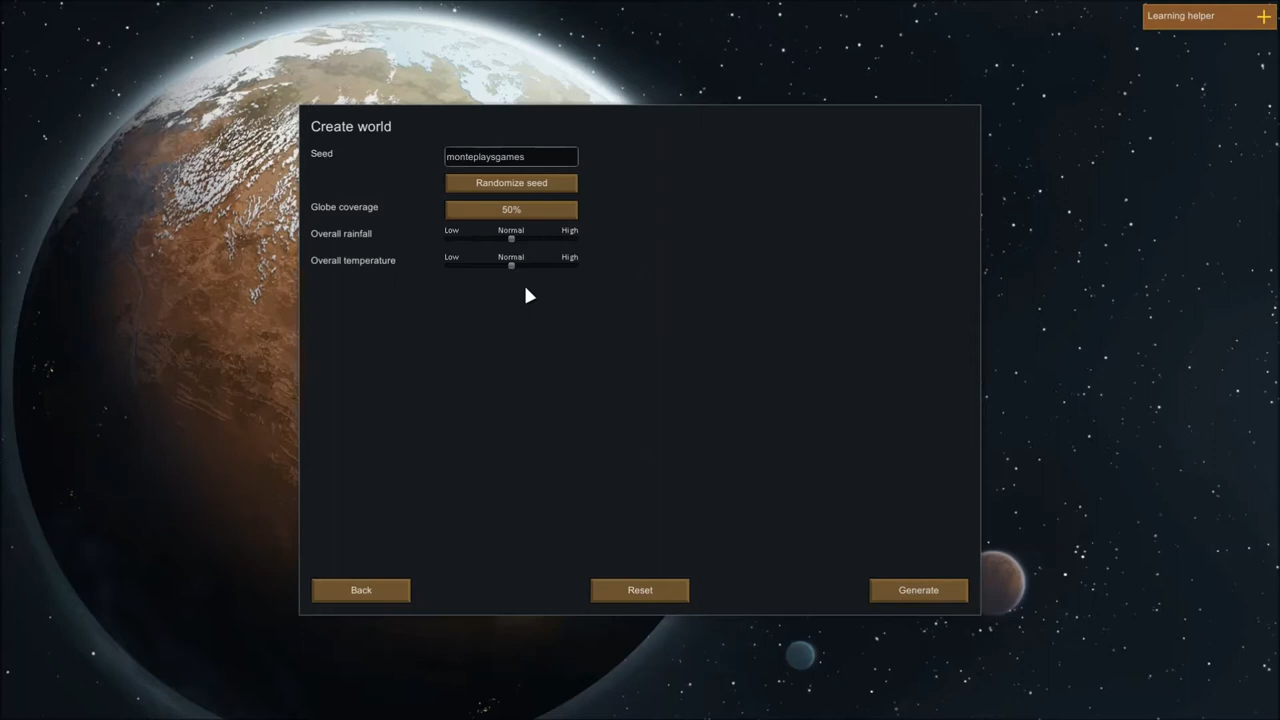 Learning helper
Create world
Seed
monteplaysgames
Randomize seed
Globe coverage
50%
Overall rainfall
Low Normal High
Overall temperature
Low Normal High
Back
Reset
Generate